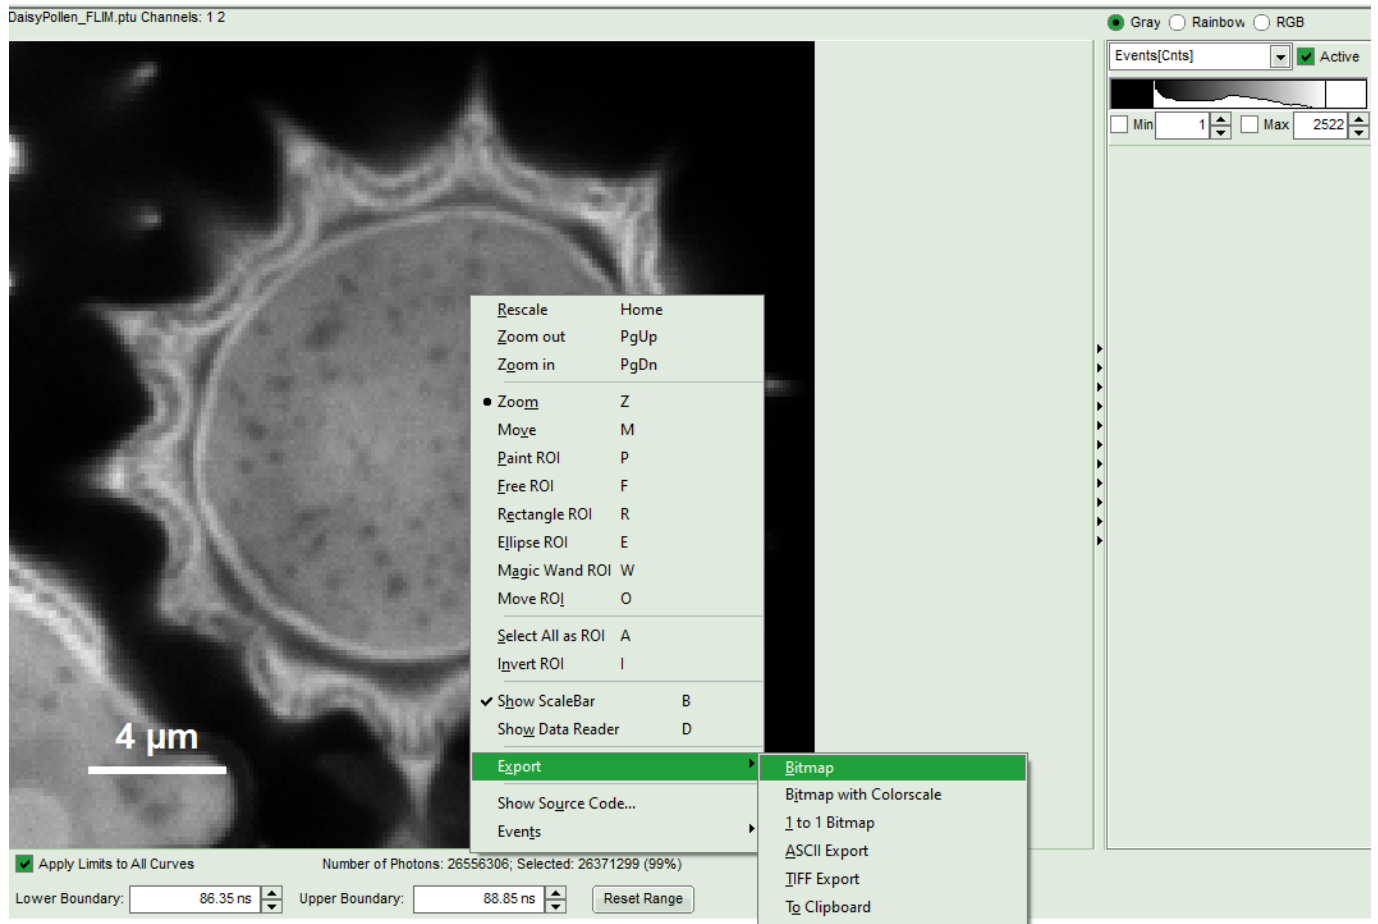 DaisyPollen_FLIM.ptu Channels: 1 2
Gray Rainbow RGB
Events[Cnts] Active
Min 1 Max 2522
Rescale Home
Zoom out PgUp
Zoom in PgDn
Zoom Z
Move M
Paint ROI P
Free ROI F
Rectangle ROI R
Ellipse ROI E
Magic Wand ROI W
Move ROI O
Select All as ROI A
Invert ROI I
Show ScaleBar B
Show Data Reader D
Export
Show Source Code...
Events
Bitmap
Bitmap with Colorscale
1 to 1 Bitmap
ASCII Export
TIFF Export
To Clipboard
4 µm
Apply Limits to All Curves Number of Photons: 26556306; Selected: 26371299 (99%)
Lower Boundary: 86.35 ns Upper Boundary: 88.85 ns Reset Range